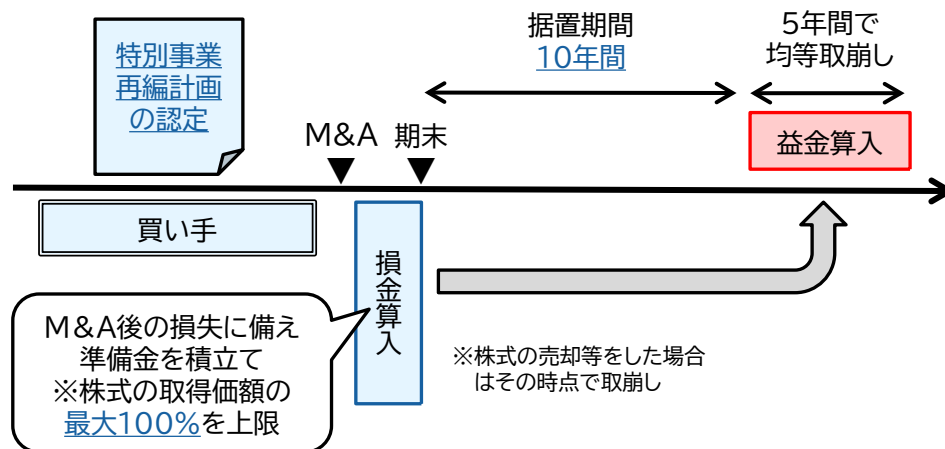 特別事業
再編計画
の認定
据置期間
10年間
5年間で
均等取崩し
M&A
期末
益金算入
買い手
損金算入
M&A後の損失に備え
準備金を積立て
※株式の取得価額の
最大100%を上限
※株式の売却等をした場合
はその時点で取崩し